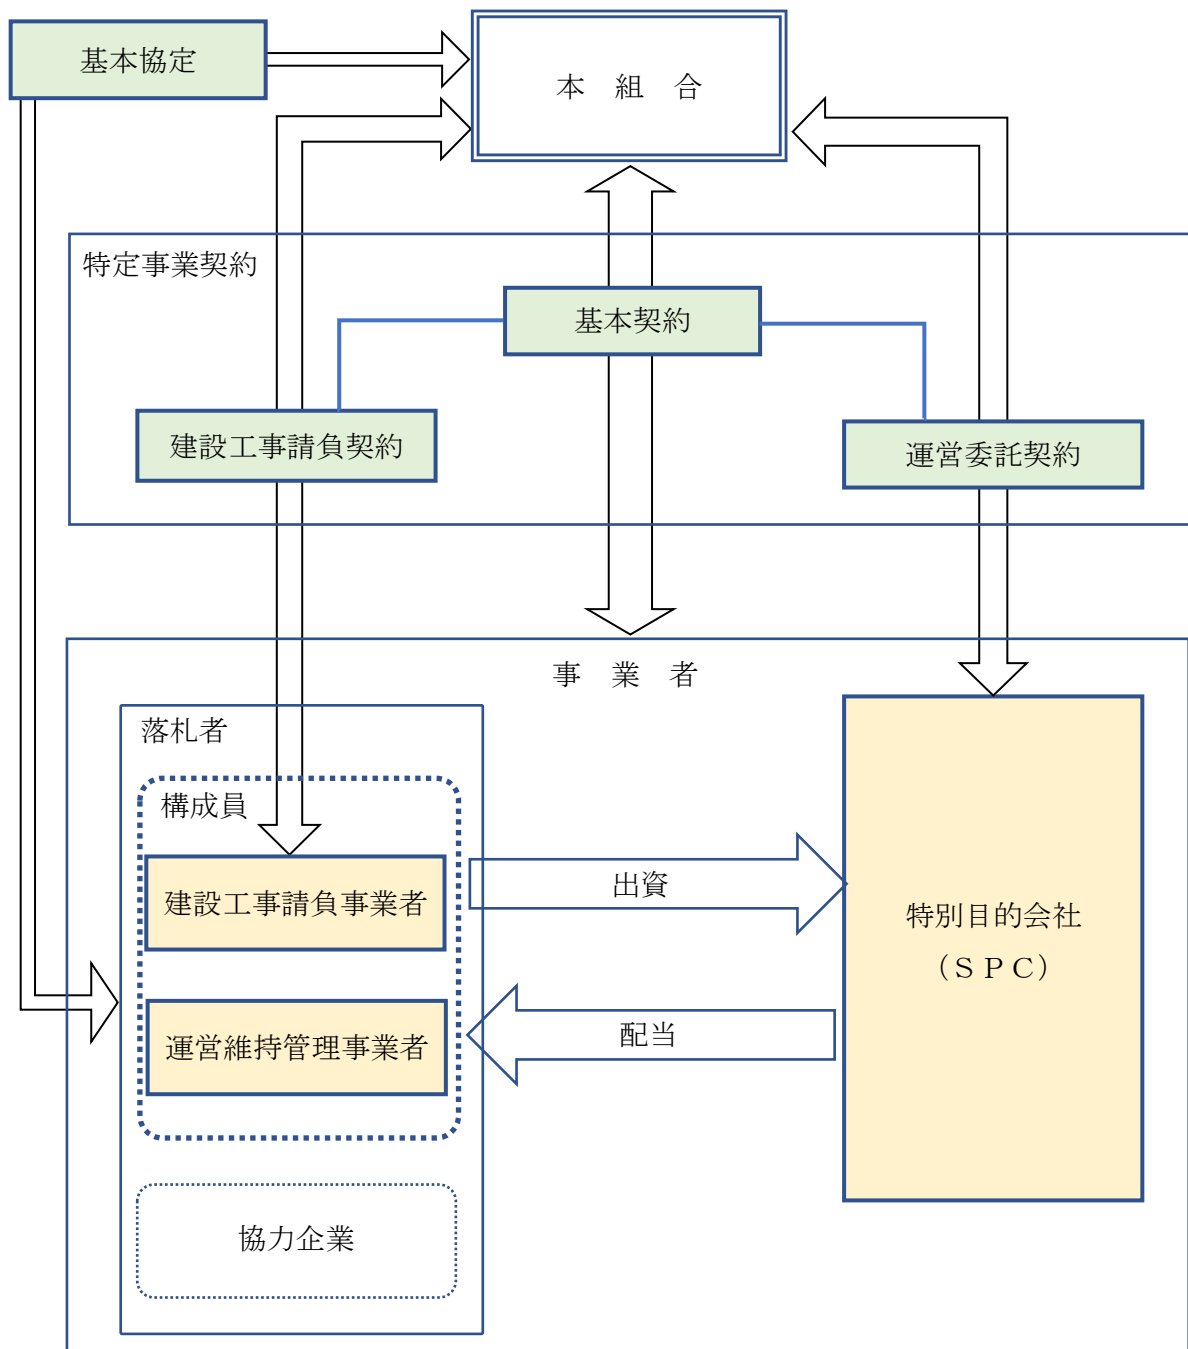 基本協定
本　組　合
特定事業契約
基本契約
建設工事請負契約
運営委託契約
事　業　者
落札者
構成員
建設工事請負事業者
出資
特別目的会社
（ＳＰＣ）
運営維持管理事業者
配当
協力企業